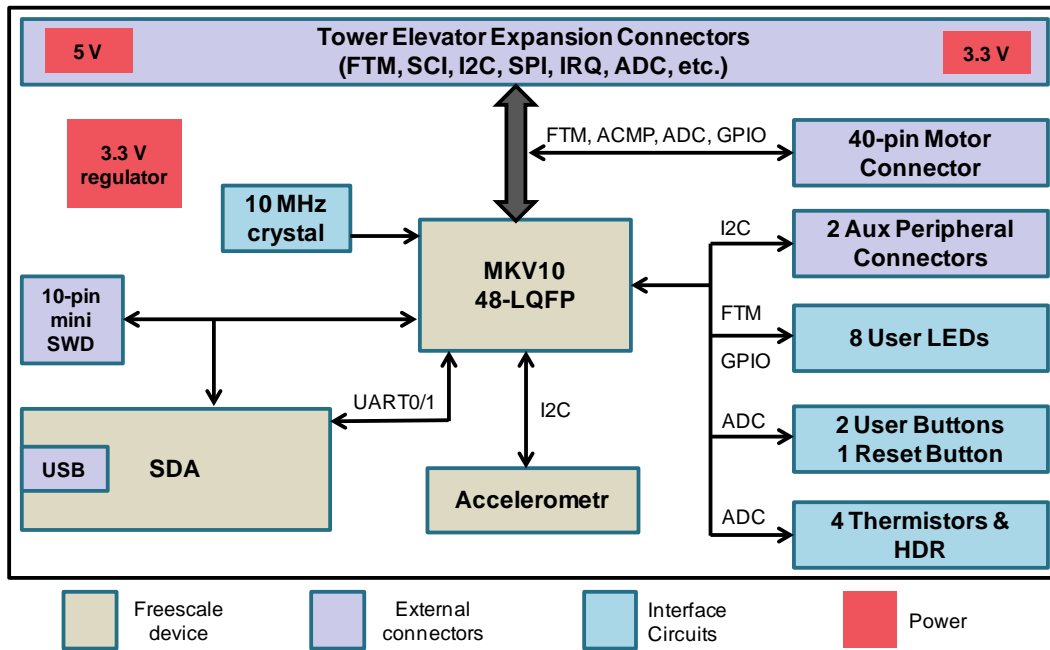 5 V
Tower Elevator Expansion Connectors
(FTM, SCI, I2C, SPI, IRQ, ADC, etc.)
3.3 V
FTM, ACMP, ADC, GPIO
40-pin Motor
Connector
3.3 V
regulator
10 MHz
crystal
I2C
2 Aux Peripheral
Connectors
MKV10
48-LQFP
10-pin
mini
SWD
FTM
GPIO
8 User LEDs
UART0/1
I2C
ADC
2 User Buttons
1 Reset Button
USB
SDA
Accelerometr
ADC
4 Thermistors &
HDR
Freescale
device
External
connectors
Interface
Circuits
Power